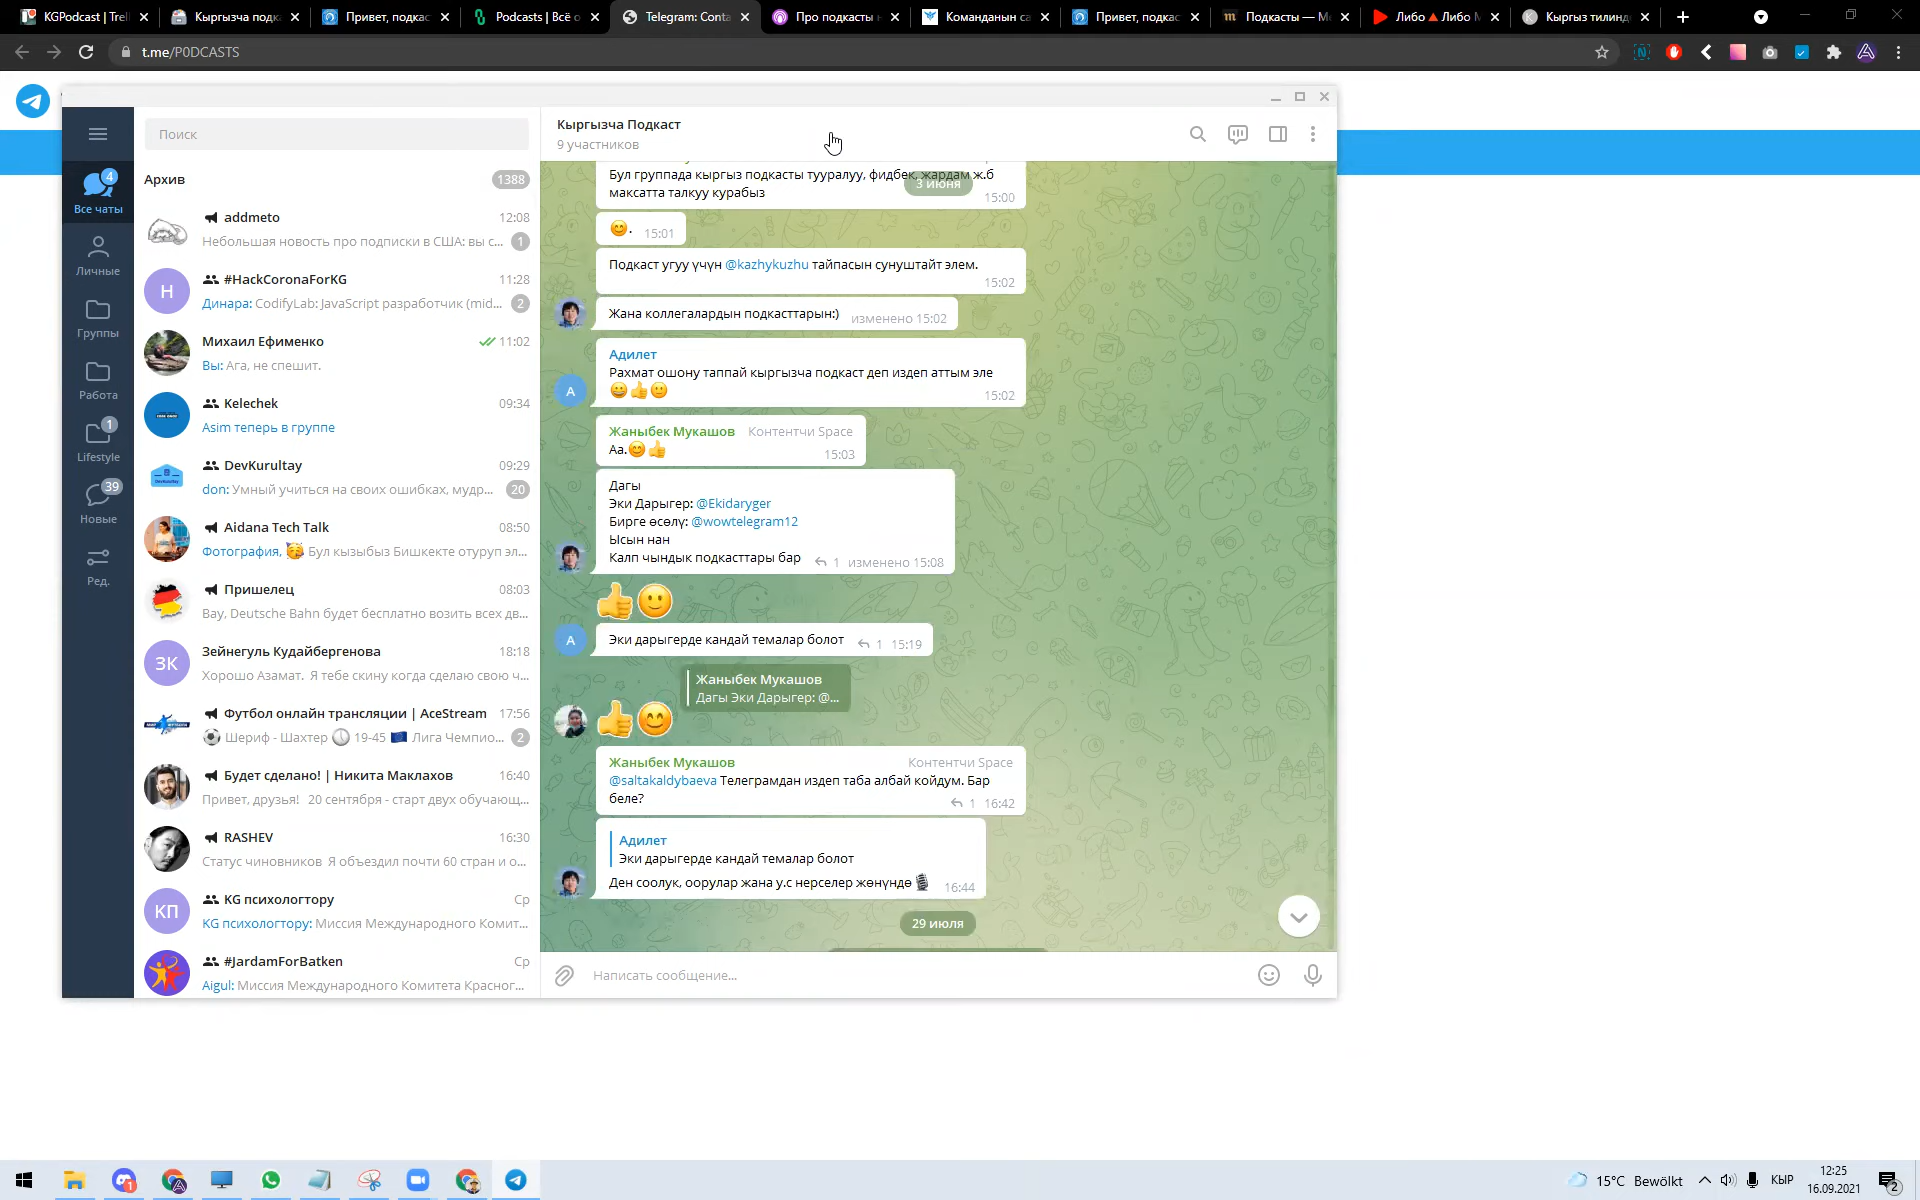 KGPodcast | Trell
Кыргызча подк
Привет, подкас
Podcasts | Всё о
Telegram: Conta
Про подкасты
Команданын са
Привет, подкас
Подкасты — М
Либо Либо
Кыргыз тилинд
t.me/P0DCASTS
Поиск
Кыргызча Подкаст
9 участников
4
Все чаты
Личные
Группы
Работа
1
Lifestyle
39
Новые
Ред.
Архив 1388
addmeto 12:08
Небольшая новость про подписки в США: вы с... 1
H
#HackCoronaForKG 11:28
Динара: CodifyLab: JavaScript разработчик (mid... 2
Михаил Ефименко 11:02
Вы: Ага, не спешит.
Kelechek 09:34
Asim теперь в группе
DevKurultay 09:29
don: Умный учиться на своих ошибках, мудр... 20
Aidana Tech Talk 08:50
Фотография, 🥳 Бул кызыбыз Бишкекте отуруп эл...
Пришелец 08:03
Вау, Deutsche Bahn будет бесплатно возить всех дв...
ЗК
Зейнегуль Кудайбергенова 18:18
Хорошо Азамат. Я тебе скину когда сделаю свою ч...
Футбол онлайн трансляции | AceStream 17:56
⚽ Шериф - Шахтер 🕔 19-45 🇪🇺 Лига Чемпио... 2
Будет сделано! | Никита Маклахов 16:40
Привет, друзья! 20 сентября - старт двух обучающ...
RASHEV 16:30
Статус чиновников Я объездил почти 60 стран и о...
КП
KG психологтору Ср
KG психологтору: Миссия Международного Комит...
#JardamForBatken Ср
Aigul: Миссия Международного Комитета Красног...
Бул группада кыргыз подкасты тууралуу, фидбек, жардам ж.б
максатта талкуу курабыз 15:00
3 июня
😊. 15:01
Подкаст угуу үчүн @kazhykuzhu тайпасын сунуштайт элем.
15:02
Жана коллегалардын подкасттарын:) изменено 15:02
Адилет
Рахмат ошону таппай кыргызча подкаст деп издеп аттым эле
😀👍🙂 15:02
A
Жаныбек Мукашов Контентчи Space
Аа.😊👍 15:03
Дагы
Эки Дарыгер: @Ekidaryger
Бирге өсөлү: @wowtelegram12
Ысын нан
Калп чындык подкасттары бар 1 изменено 15:08
👍🙂
A
Эки дарыгерде кандай темалар болот 1 15:19
Жаныбек Мукашов
Дагы Эки Дарыгер: @...
👍😊
Жаныбек Мукашов Контентчи Space
@saltakaldybaeva Телеграмдан издеп таба албай койдум. Бар
беле? 1 16:42
Адилет
Эки дарыгерде кандай темалар болот
Ден соолук, оорулар жана у.с нерселер жөнүндө🎙 16:44
29 июля
Написать сообщение...
15°C Bewölkt
КЫР
12:25
16.09.2021
2